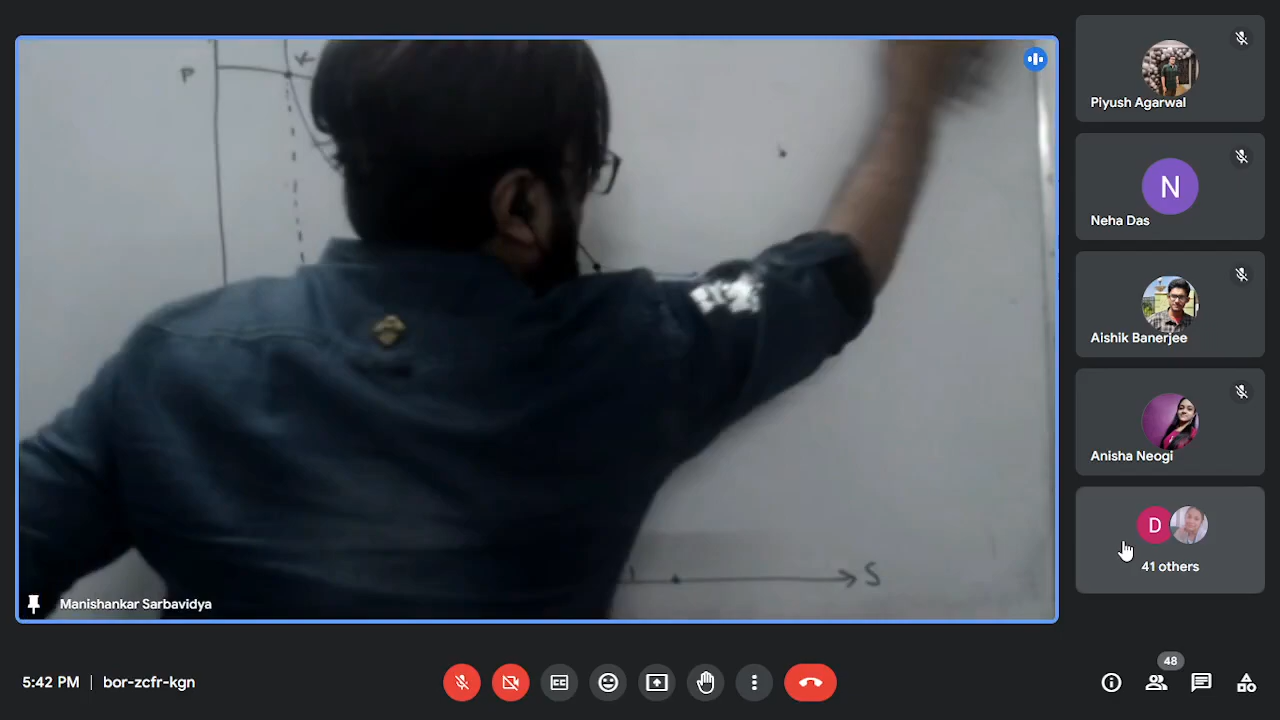 P
K
S
Manishankar Sarbavidya
Piyush Agarwal
N
Neha Das
Aishik Banerjee
Anisha Neogi
D
41 others
5:42 PM | bor-zcfr-kgn
CC
48